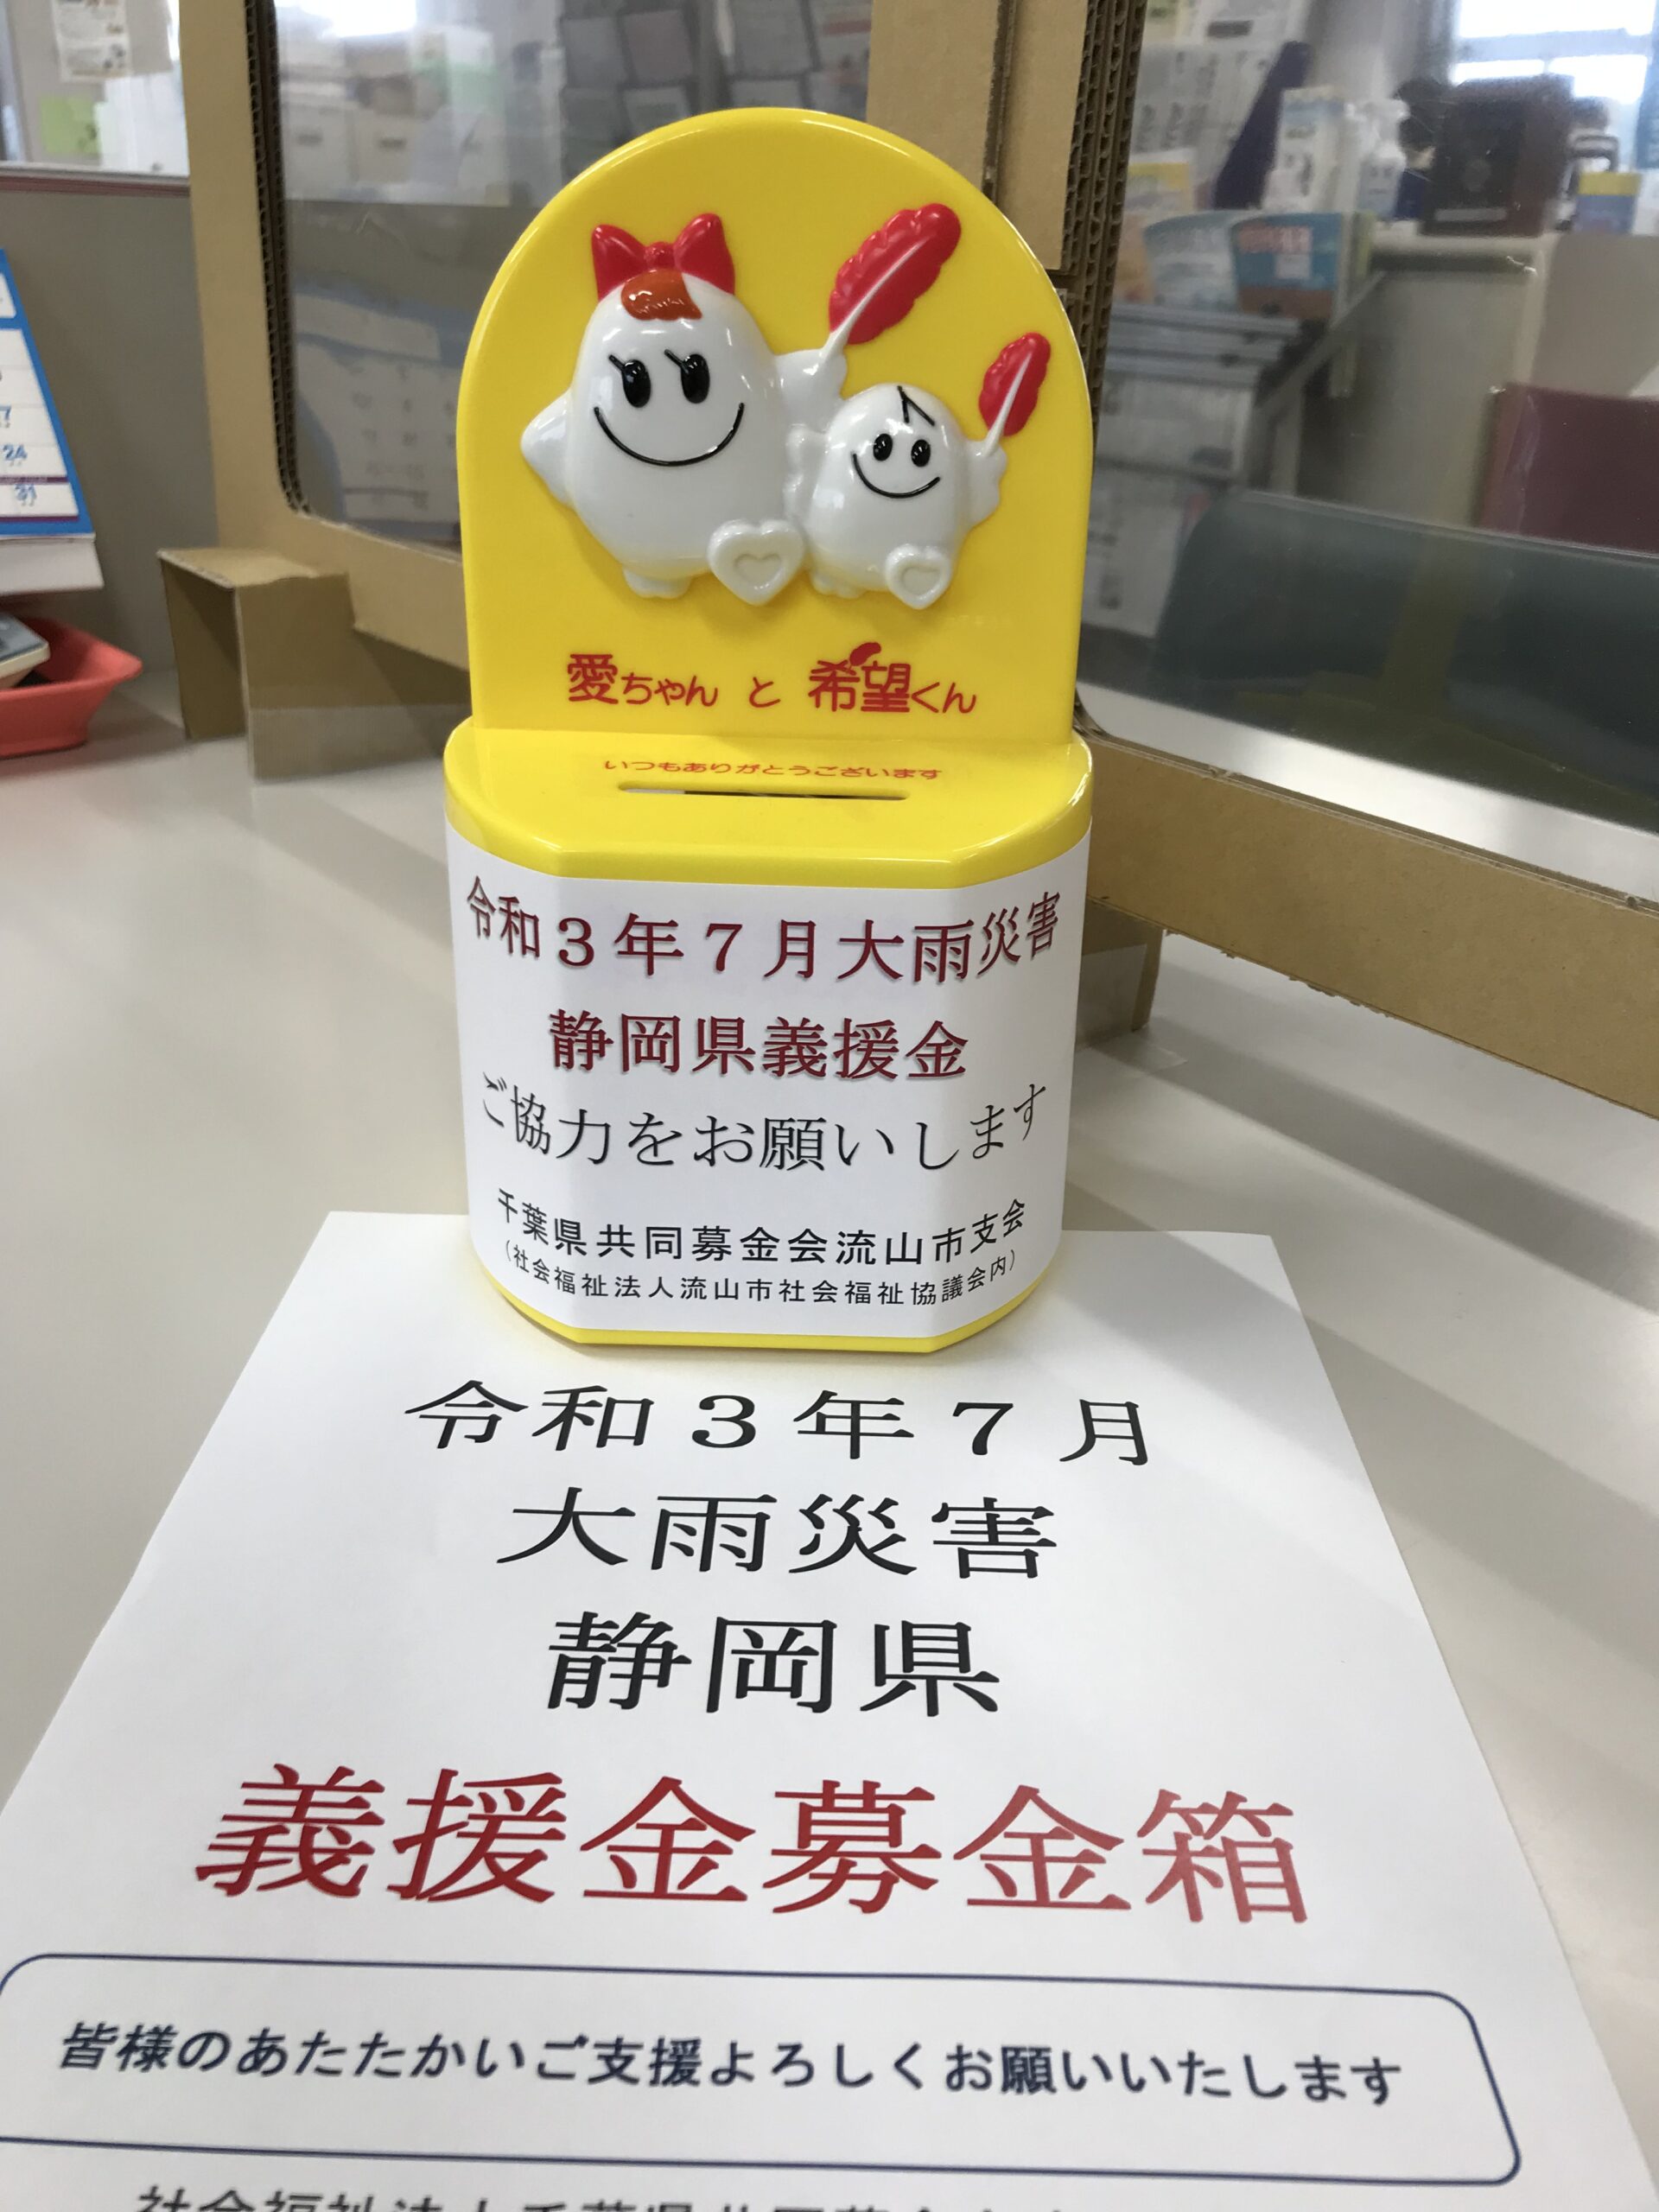 愛ちゃん と 希望くん
いつもありがとうございます
令和３年７月大雨災害
静岡県義援金
ご協力をお願いします
千葉県共同募金会流山市支会
(社会福祉法人流山市社会福祉協議会内)
令和３年７月
大雨災害
静岡県
義援金募金箱
皆様のあたたかいご支援よろしくお願いいたします
24
31